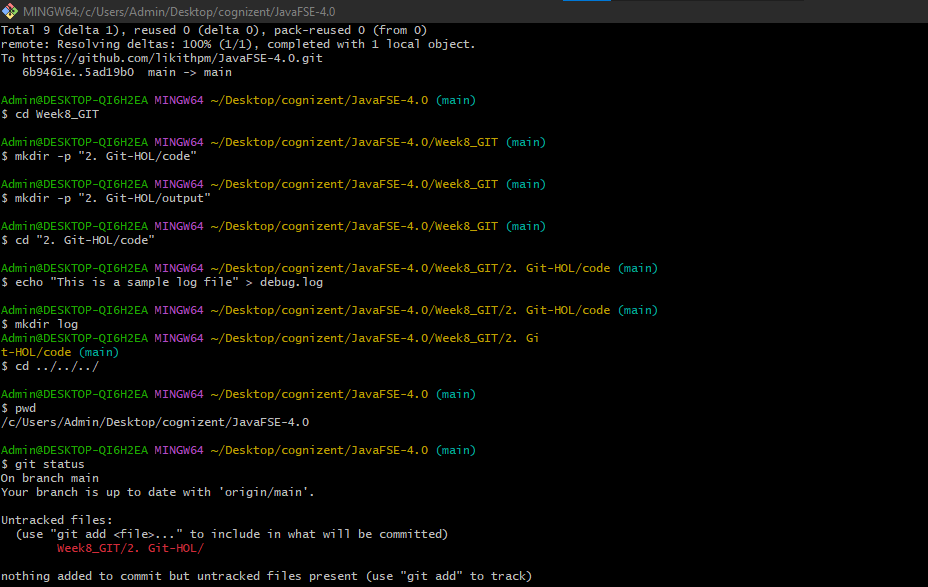 MINGW64:/c/Users/Admin/Desktop/cognizent/JavaFSE-4.0
Total 9 (delta 1), reused 0 (delta 0), pack-reused 0 (from 0)
remote: Resolving deltas: 100% (1/1), completed with 1 local object.
To https://github.com/likithpm/JavaFSE-4.0.git
   6b9461e..5ad19b0  main -> main
Admin@DESKTOP-QI6H2EA MINGW64 ~/Desktop/cognizent/JavaFSE-4.0 (main)
$ cd Week8_GIT
Admin@DESKTOP-QI6H2EA MINGW64 ~/Desktop/cognizent/JavaFSE-4.0/Week8_GIT (main)
$ mkdir -p "2. Git-HOL/code"
Admin@DESKTOP-QI6H2EA MINGW64 ~/Desktop/cognizent/JavaFSE-4.0/Week8_GIT (main)
$ mkdir -p "2. Git-HOL/output"
Admin@DESKTOP-QI6H2EA MINGW64 ~/Desktop/cognizent/JavaFSE-4.0/Week8_GIT (main)
$ cd "2. Git-HOL/code"
Admin@DESKTOP-QI6H2EA MINGW64 ~/Desktop/cognizent/JavaFSE-4.0/Week8_GIT/2. Git-HOL/code (main)
$ echo "This is a sample log file" > debug.log
Admin@DESKTOP-QI6H2EA MINGW64 ~/Desktop/cognizent/JavaFSE-4.0/Week8_GIT/2. Git-HOL/code (main)
$ mkdir log
Admin@DESKTOP-QI6H2EA MINGW64 ~/Desktop/cognizent/JavaFSE-4.0/Week8_GIT/2. Gi
t-HOL/code (main)
$ cd ../../../
Admin@DESKTOP-QI6H2EA MINGW64 ~/Desktop/cognizent/JavaFSE-4.0 (main)
$ pwd
/c/Users/Admin/Desktop/cognizent/JavaFSE-4.0
Admin@DESKTOP-QI6H2EA MINGW64 ~/Desktop/cognizent/JavaFSE-4.0 (main)
$ git status
On branch main
Your branch is up to date with 'origin/main'.
Untracked files:
  (use "git add <file>..." to include in what will be committed)
        Week8_GIT/2. Git-HOL/
nothing added to commit but untracked files present (use "git add" to track)